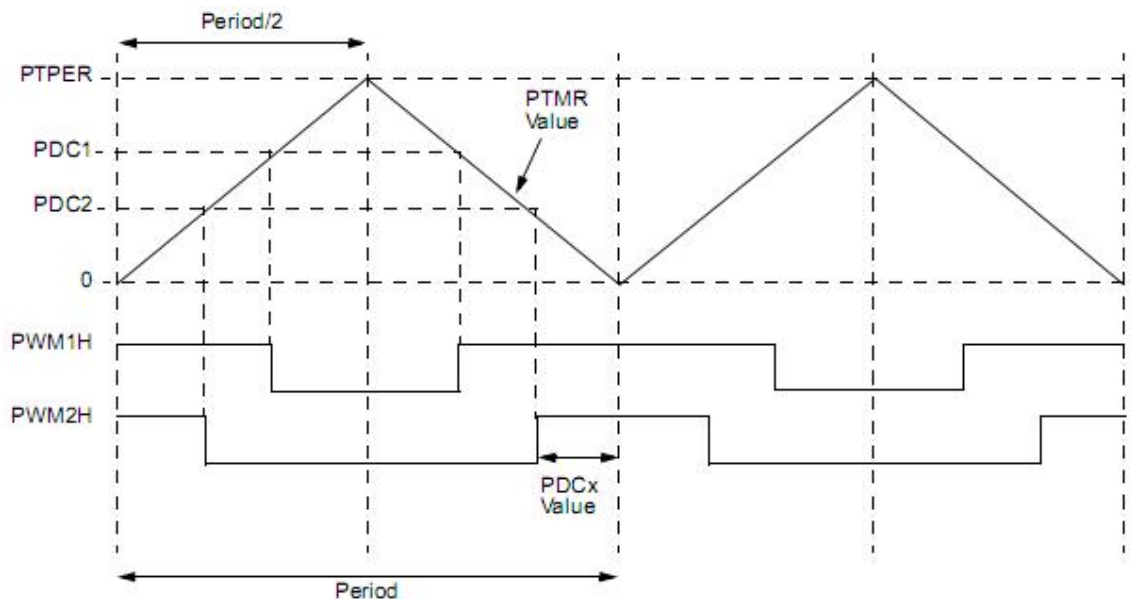 Period/2
PTPER
PTMR
Value
PDC1
PDC2
0
PWM1H
PWM2H
PDCx
Value
Period